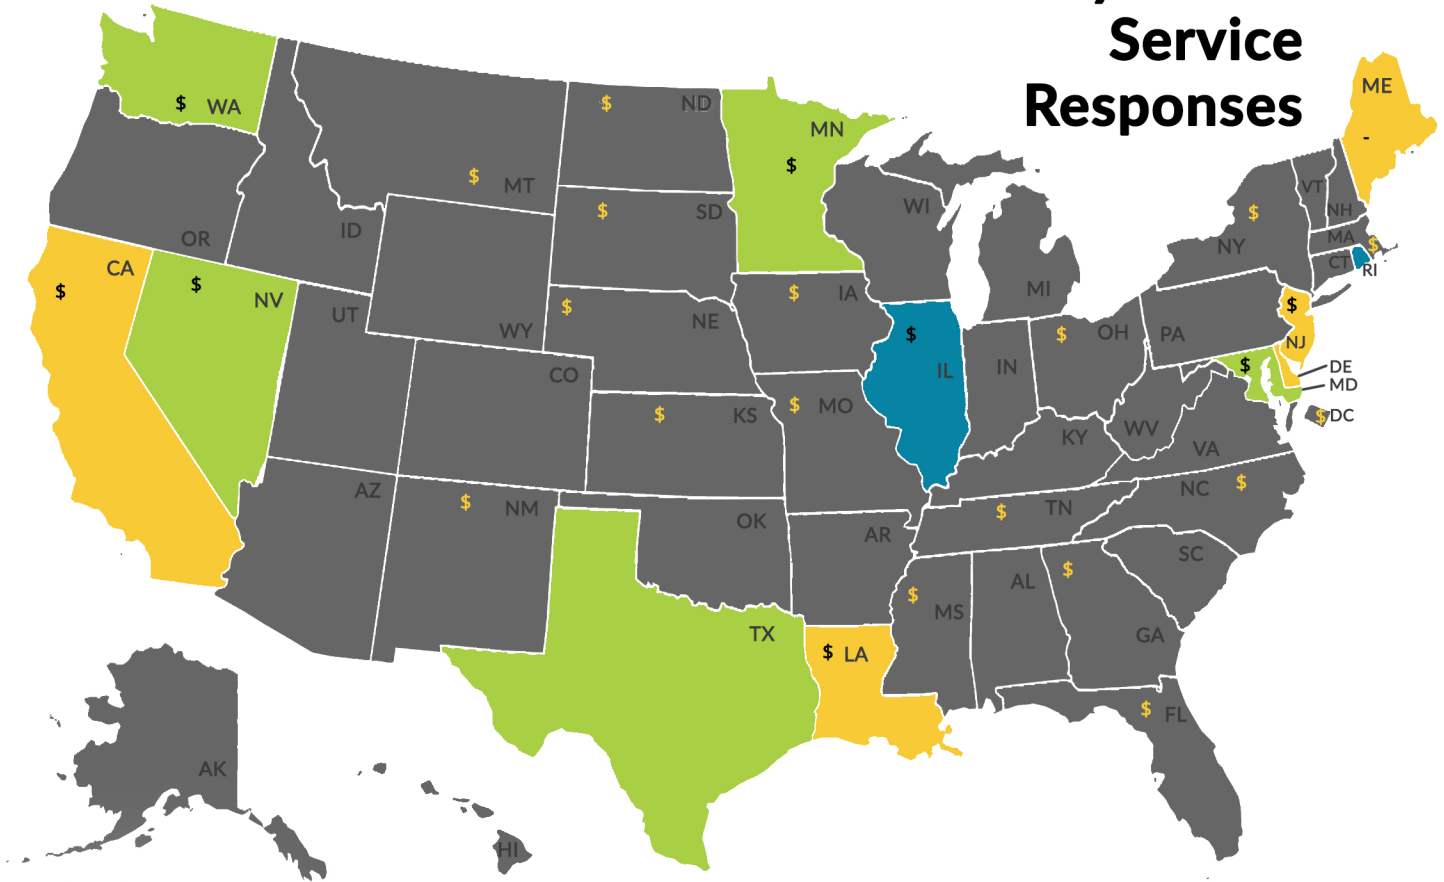 Service
Responses
ME
-
$ WA
$ ND
MN
$
$ MT
$ SD
WI
VT
NH
$
NY
MA $
CT
RI
OR
ID
CA
$
$
NV
UT
WY
$
NE
$ IA
MI
$
NJ
$ OH
PA
$
IL
IN
$
DE
MD
CO
$ KS
$ MO
KY
WV
VA
$ DC
AZ
$ NM
OK
AR
$ TN
NC $
SC
$
MS
AL
$
GA
TX
$ LA
$ FL
AK
HI